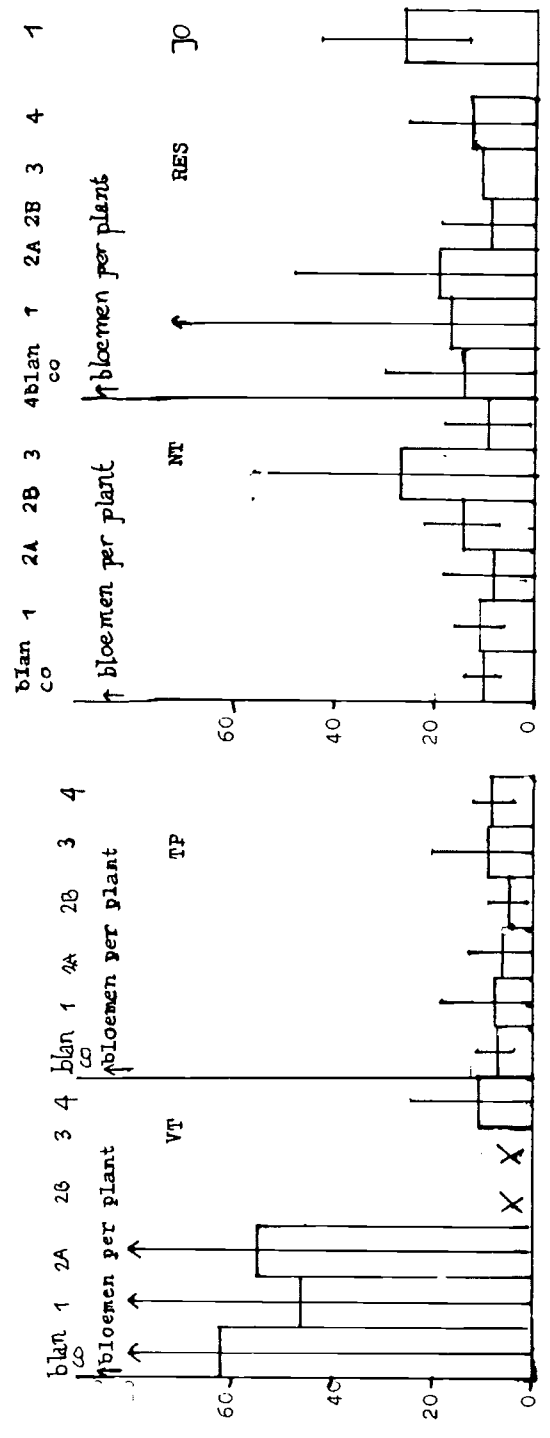 blan 1 2A 2B 3 4 blan 1 2A 2B 3 4
co co
↑bloemen per plant ↑bloemen per plant
VT TP
X X
60
40
20
0
blan 1 2A 2B 3 4blan 1 2A 2B 3 4 1
co co
↑ bloemen per plant ↑bloemen per plant
NT RES JO
60
40
20
0